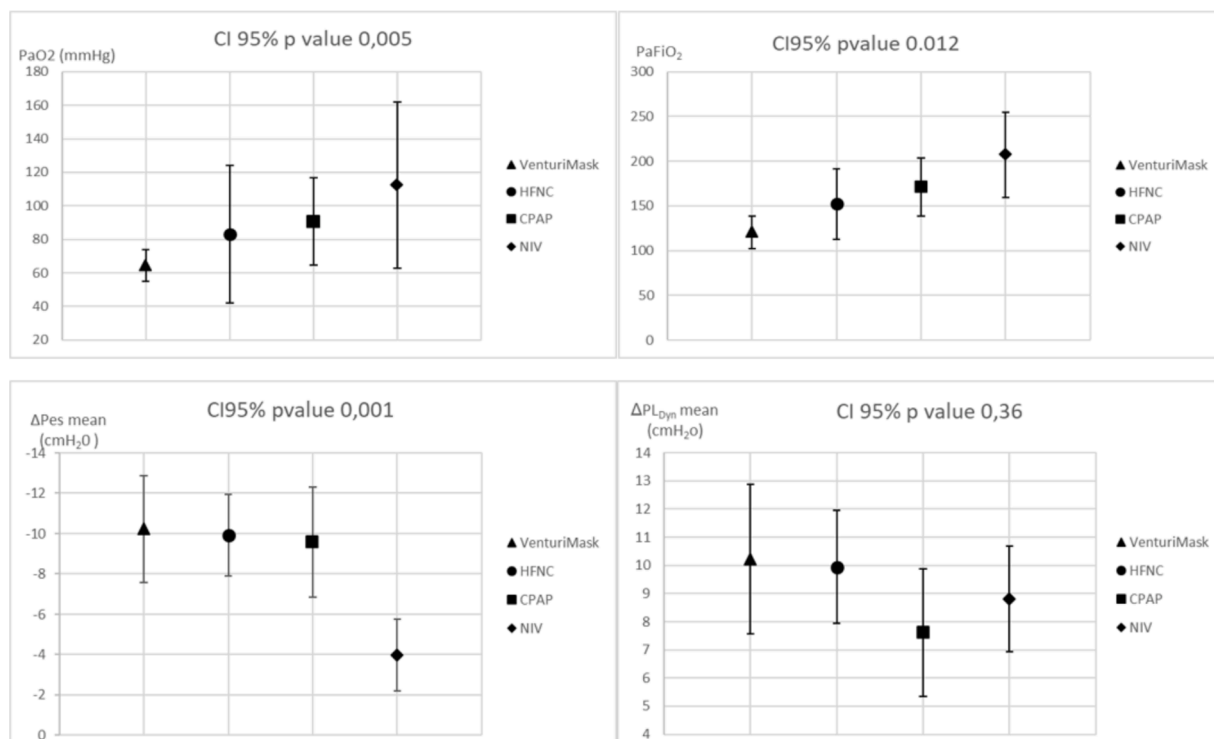 CI 95% p value 0,005
PaO2 (mmHg)
180
160
140
120
100
80
60
40
20
VenturiMask
HFNC
CPAP
NIV
CI95% pvalue 0.012
PaFiO₂
300
250
200
150
100
50
0
VenturiMask
HFNC
CPAP
NIV
CI95% pvalue 0,001
ΔPes mean
(cmH₂0 )
-14
-12
-10
-8
-6
-4
-2
0
VenturiMask
HFNC
CPAP
NIV
CI 95% p value 0,36
ΔPL_Dyn mean
(cmH₂o)
14
13
12
11
10
9
8
7
6
5
4
VenturiMask
HFNC
CPAP
NIV